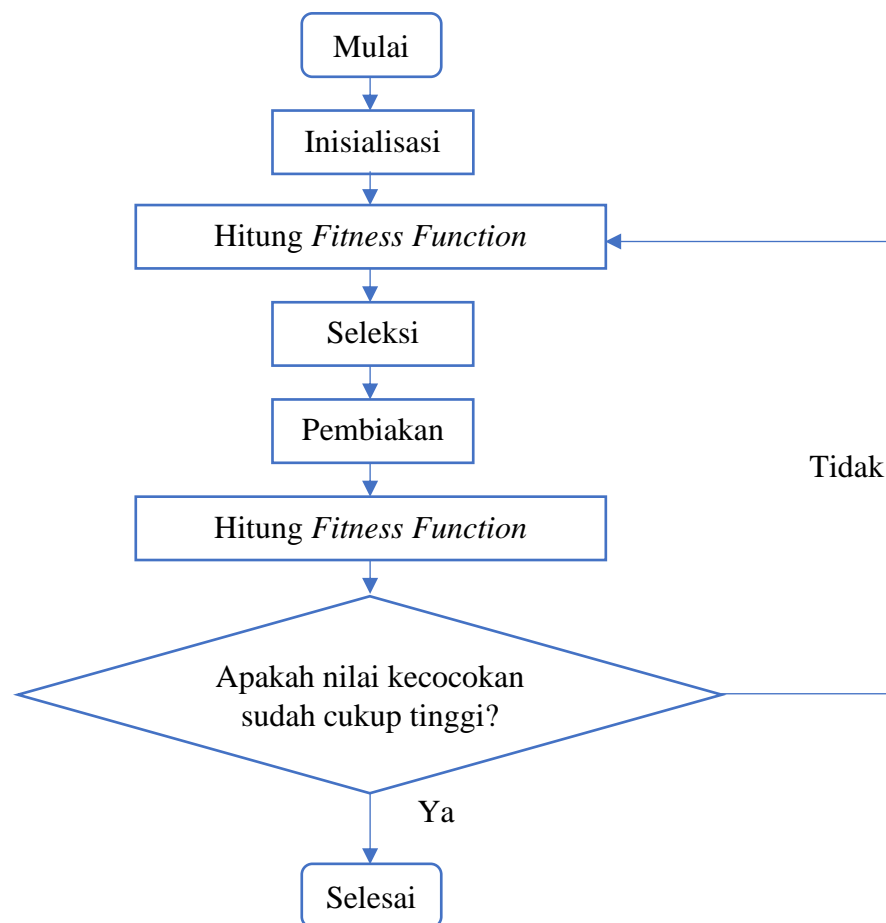 Mulai
Inisialisasi
Hitung Fitness Function
Seleksi
Pembiakan
Tidak
Hitung Fitness Function
Apakah nilai kecocokan
sudah cukup tinggi?
Ya
Selesai